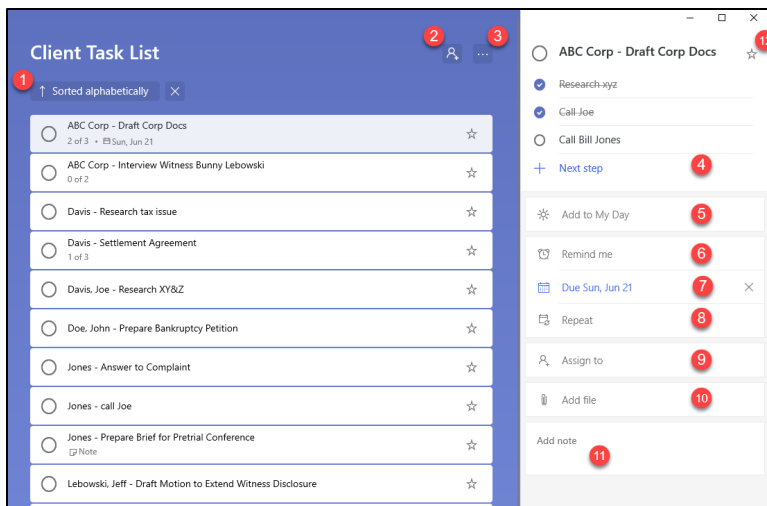 Client Task List
2
3
1
Sorted alphabetically
ABC Corp - Draft Corp Docs
2 of 3 • Sun, Jun 21
ABC Corp - Interview Witness Bunny Lebowski
0 of 2
Davis - Research tax issue
Davis - Settlement Agreement
1 of 3
Davis, Joe - Research XY&Z
Doe, John - Prepare Bankruptcy Petition
Jones - Answer to Complaint
Jones - call Joe
Jones - Prepare Brief for Pretrial Conference
Note
Lebowski, Jeff - Draft Motion to Extend Witness Disclosure
ABC Corp - Draft Corp Docs
Research xyz
Call Joe
Call Bill Jones
Next step
4
Add to My Day
5
Remind me
6
Due Sun, Jun 21
7
Repeat
8
Assign to
9
Add file
10
Add note
11